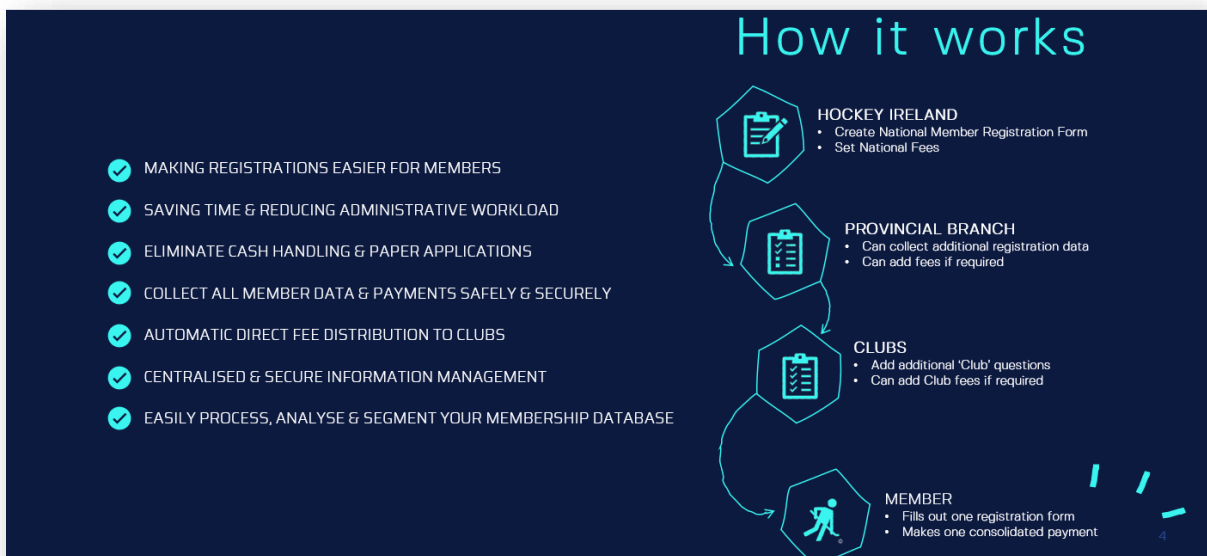 How it works
MAKING REGISTRATIONS EASIER FOR MEMBERS
SAVING TIME & REDUCING ADMINISTRATIVE WORKLOAD
ELIMINATE CASH HANDLING & PAPER APPLICATIONS
COLLECT ALL MEMBER DATA & PAYMENTS SAFELY & SECURELY
AUTOMATIC DIRECT FEE DISTRIBUTION TO CLUBS
CENTRALISED & SECURE INFORMATION MANAGEMENT
EASILY PROCESS, ANALYSE & SEGMENT YOUR MEMBERSHIP DATABASE
HOCKEY IRELAND
• Create National Member Registration Form
• Set National Fees
PROVINCIAL BRANCH
• Can collect additional registration data
• Can add fees if required
CLUBS
• Add additional ‘Club’ questions
• Can add Club fees if required
MEMBER
• Fills out one registration form
• Makes one consolidated payment
4